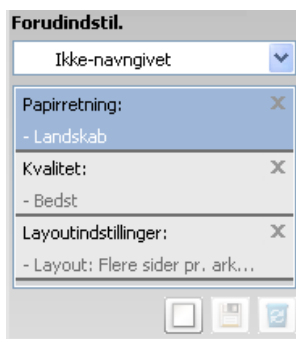 Forudindstil.
Ikke-navngivet
Papirretning:
- Landskab
Kvalitet:
- Bedst
Layoutindstillinger:
- Layout: Flere sider pr. ark...